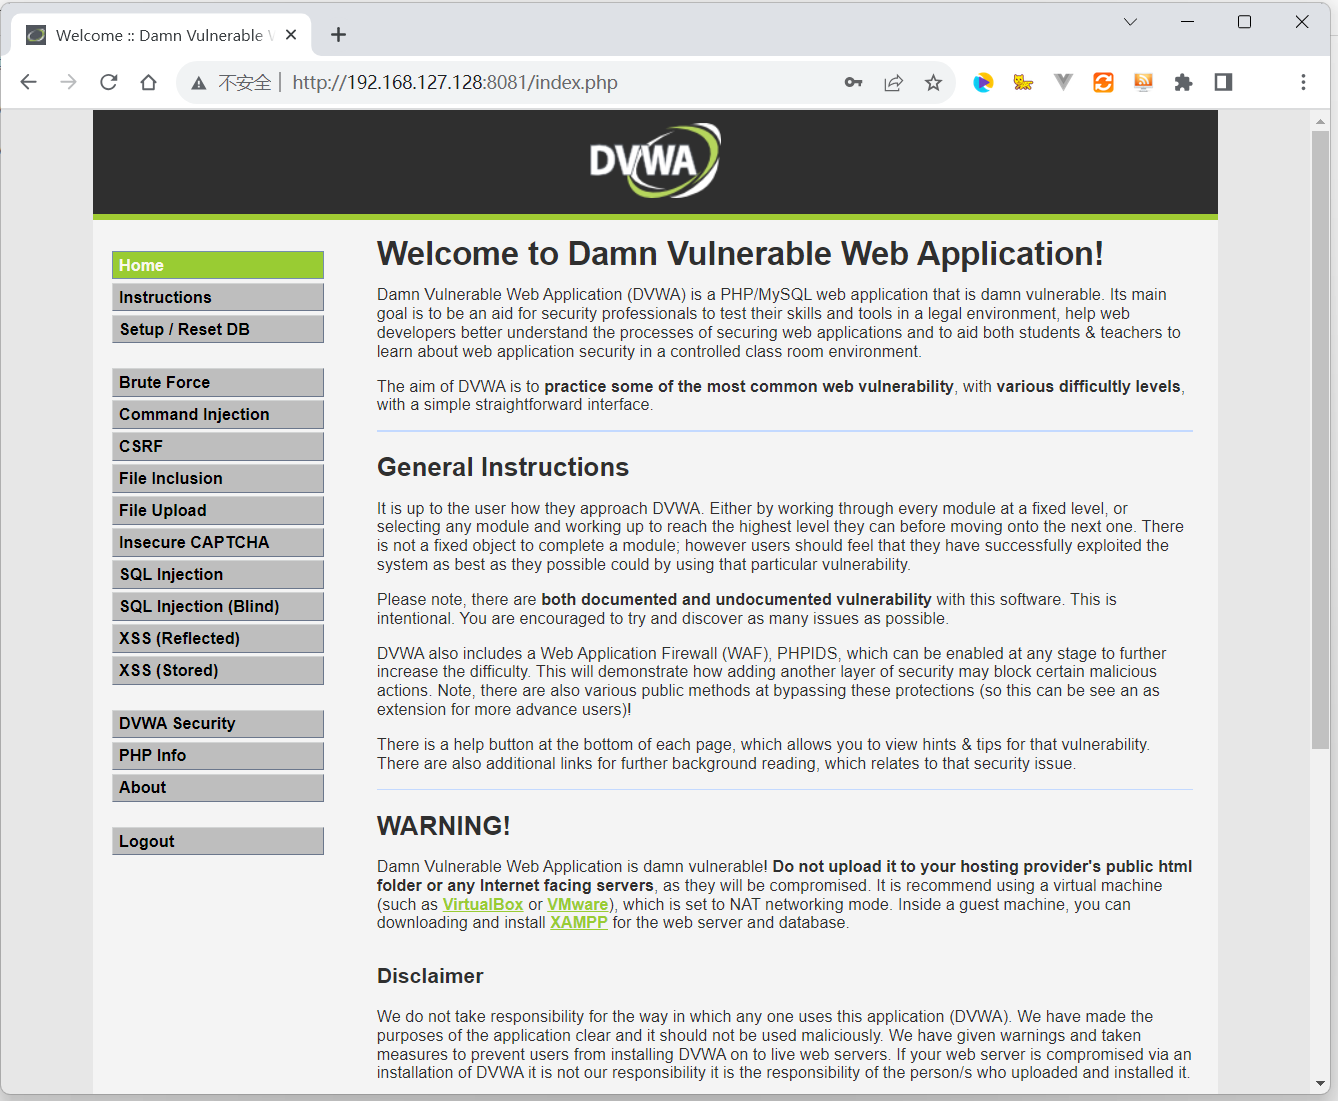 Welcome :: Damn Vulnerable W
不安全 | http://192.168.127.128:8081/index.php
DVWA
Home
Instructions
Setup / Reset DB
Brute Force
Command Injection
CSRF
File Inclusion
File Upload
Insecure CAPTCHA
SQL Injection
SQL Injection (Blind)
XSS (Reflected)
XSS (Stored)
DVWA Security
PHP Info
About
Logout
Welcome to Damn Vulnerable Web Application!
Damn Vulnerable Web Application (DVWA) is a PHP/MySQL web application that is damn vulnerable. Its main
goal is to be an aid for security professionals to test their skills and tools in a legal environment, help web
developers better understand the processes of securing web applications and to aid both students & teachers to
learn about web application security in a controlled class room environment.
The aim of DVWA is to practice some of the most common web vulnerability, with various difficultly levels,
with a simple straightforward interface.
General Instructions
It is up to the user how they approach DVWA. Either by working through every module at a fixed level, or
selecting any module and working up to reach the highest level they can before moving onto the next one. There
is not a fixed object to complete a module; however users should feel that they have successfully exploited the
system as best as they possible could by using that particular vulnerability.
Please note, there are both documented and undocumented vulnerability with this software. This is
intentional. You are encouraged to try and discover as many issues as possible.
DVWA also includes a Web Application Firewall (WAF), PHPIDS, which can be enabled at any stage to further
increase the difficulty. This will demonstrate how adding another layer of security may block certain malicious
actions. Note, there are also various public methods at bypassing these protections (so this can be see an as
extension for more advance users)!
There is a help button at the bottom of each page, which allows you to view hints & tips for that vulnerability.
There are also additional links for further background reading, which relates to that security issue.
WARNING!
Damn Vulnerable Web Application is damn vulnerable! Do not upload it to your hosting provider's public html
folder or any Internet facing servers, as they will be compromised. It is recommend using a virtual machine
(such as VirtualBox or VMware), which is set to NAT networking mode. Inside a guest machine, you can
downloading and install XAMPP for the web server and database.
Disclaimer
We do not take responsibility for the way in which any one uses this application (DVWA). We have made the
purposes of the application clear and it should not be used maliciously. We have given warnings and taken
measures to prevent users from installing DVWA on to live web servers. If your web server is compromised via an
installation of DVWA it is not our responsibility it is the responsibility of the person/s who uploaded and installed it.